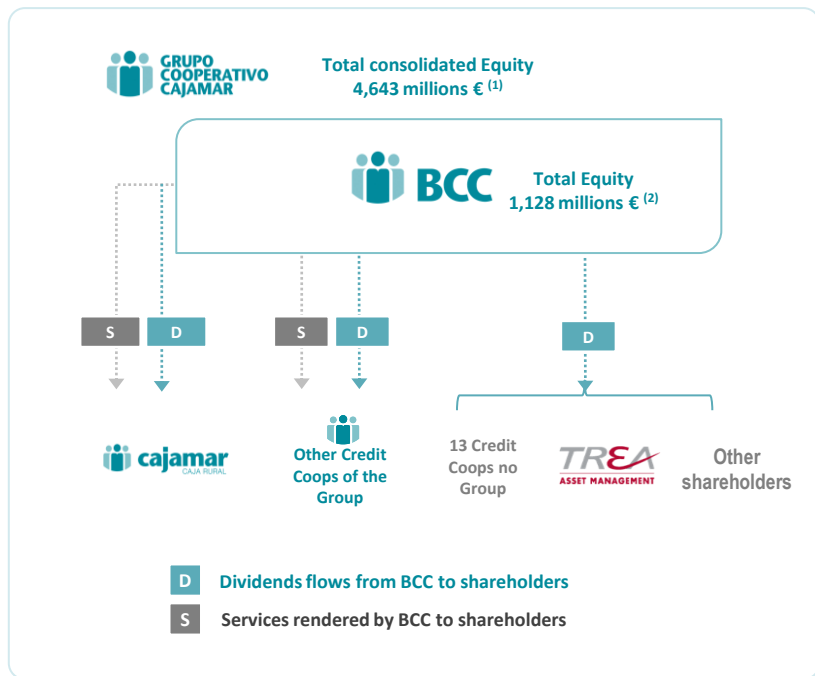 GRUPO
COOPERATIVO
CAJAMAR
Total consolidated Equity
4,643 millions € (1)
BCC
Total Equity
1,128 millions € (2)
S
D
S
D
D
cajamar
CAJA RURAL
Other Credit
Coops of the
Group
13 Credit
Coops no
Group
TREA
ASSET MANAGEMENT
Other
shareholders
D
Dividends flows from BCC to shareholders
S
Services rendered by BCC to shareholders